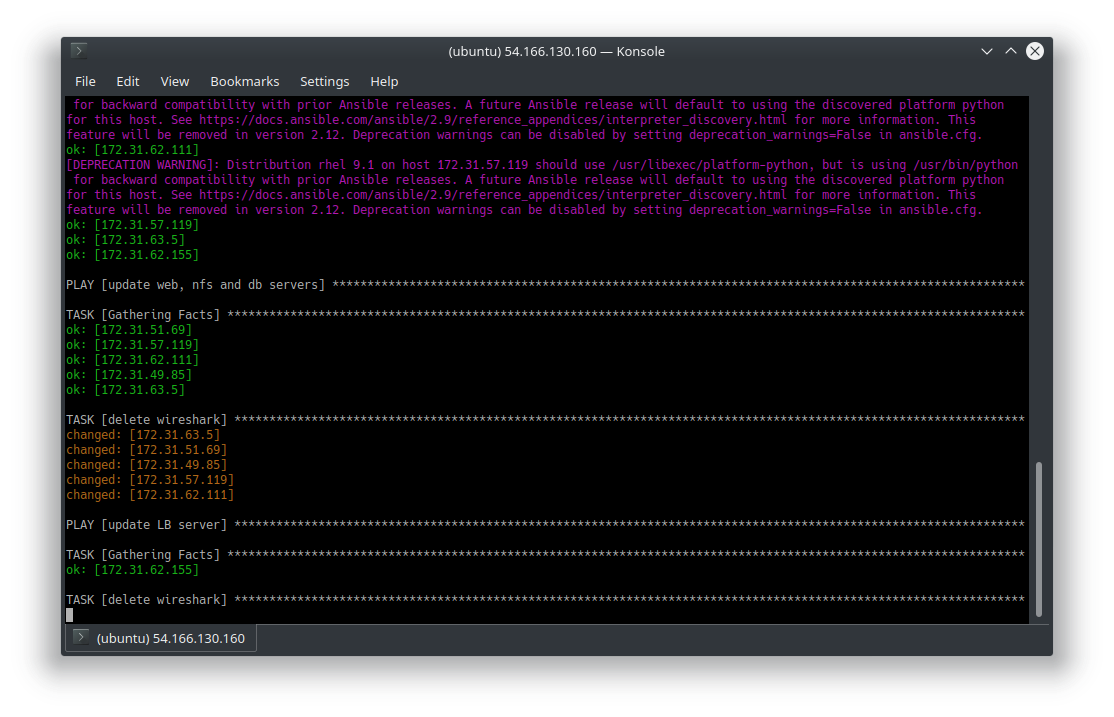 (ubuntu) 54.166.130.160 — Konsole
File Edit View Bookmarks Settings Help
for backward compatibility with prior Ansible releases. A future Ansible release will default to using the discovered platform python
for this host. See https://docs.ansible.com/ansible/2.9/reference_appendices/interpreter_discovery.html for more information. This
feature will be removed in version 2.12. Deprecation warnings can be disabled by setting deprecation_warnings=False in ansible.cfg.
ok: [172.31.62.111]
[DEPRECATION WARNING]: Distribution rhel 9.1 on host 172.31.57.119 should use /usr/libexec/platform-python, but is using /usr/bin/python
for backward compatibility with prior Ansible releases. A future Ansible release will default to using the discovered platform python
for this host. See https://docs.ansible.com/ansible/2.9/reference_appendices/interpreter_discovery.html for more information. This
feature will be removed in version 2.12. Deprecation warnings can be disabled by setting deprecation_warnings=False in ansible.cfg.
ok: [172.31.57.119]
ok: [172.31.63.5]
ok: [172.31.62.155]
PLAY [update web, nfs and db servers] ***************************************************************************************************
TASK [Gathering Facts] ******************************************************************************************************************
ok: [172.31.51.69]
ok: [172.31.57.119]
ok: [172.31.62.111]
ok: [172.31.49.85]
ok: [172.31.63.5]
TASK [delete wireshark] *****************************************************************************************************************
changed: [172.31.63.5]
changed: [172.31.51.69]
changed: [172.31.49.85]
changed: [172.31.57.119]
changed: [172.31.62.111]
PLAY [update LB server] *****************************************************************************************************************
TASK [Gathering Facts] ******************************************************************************************************************
ok: [172.31.62.155]
TASK [delete wireshark] *****************************************************************************************************************
(ubuntu) 54.166.130.160